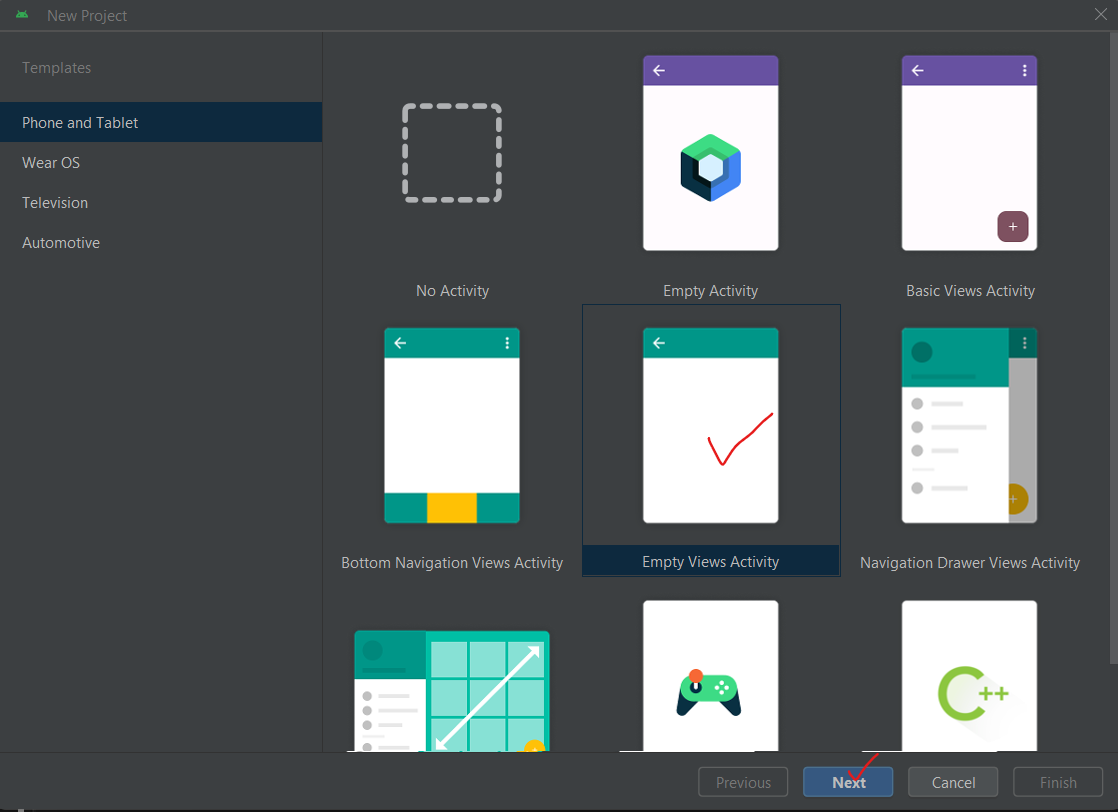 New Project
Templates
Phone and Tablet
Wear OS
Television
Automotive
No Activity
Empty Activity
Basic Views Activity
Bottom Navigation Views Activity
Empty Views Activity
Navigation Drawer Views Activity
C++
Previous
Next
Cancel
Finish